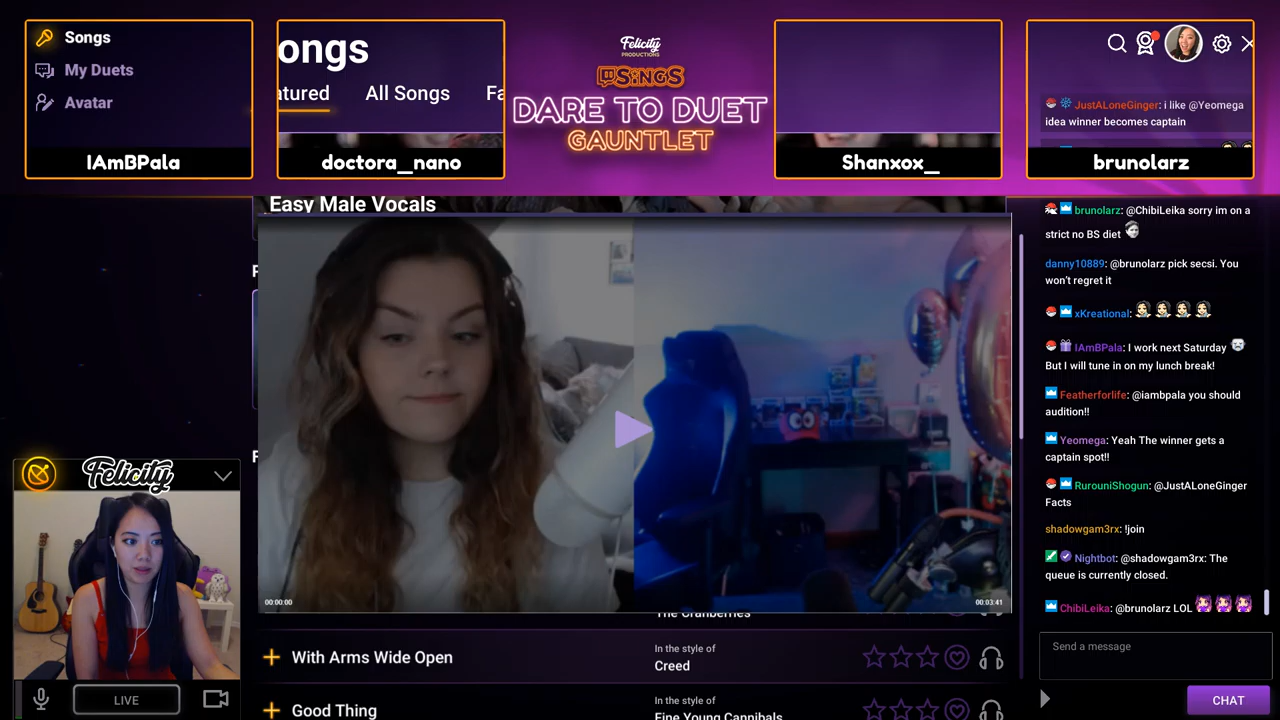 Songs
My Duets
Avatar
IAmBPala
ongs
atured All Songs Fa
doctora__nano
Felicity
PRODUCTIONS
SINGS
DARE TO DUET
GAUNTLET
Shanxox_
JustALoneGinger: i like @Yeomega
idea winner becomes captain
brunolarz
Easy Male Vocals
brunolarz: @ChibiLeika sorry im on a
strict no BS diet
danny10889: @brunolarz pick secsi. You
won't regret it
xKreational:
IAmBPala: I work next Saturday
But I will tune in on my lunch break!
Featherforlife: @iambpala you should
audition!!
Yeomega: Yeah The winner gets a
captain spot!!
RurouniShogun: @JustALoneGinger
Facts
shadowgam3rx: !join
Nightbot: @shadowgam3rx: The
queue is currently closed.
ChibiLeika: @brunolarz LOL
Send a message
CHAT
Felicity
LIVE
00:00:00
00:03:41
The Cranberries
With Arms Wide Open
In the style of
Creed
Good Thing
In the style of
Fine Young Cannibals